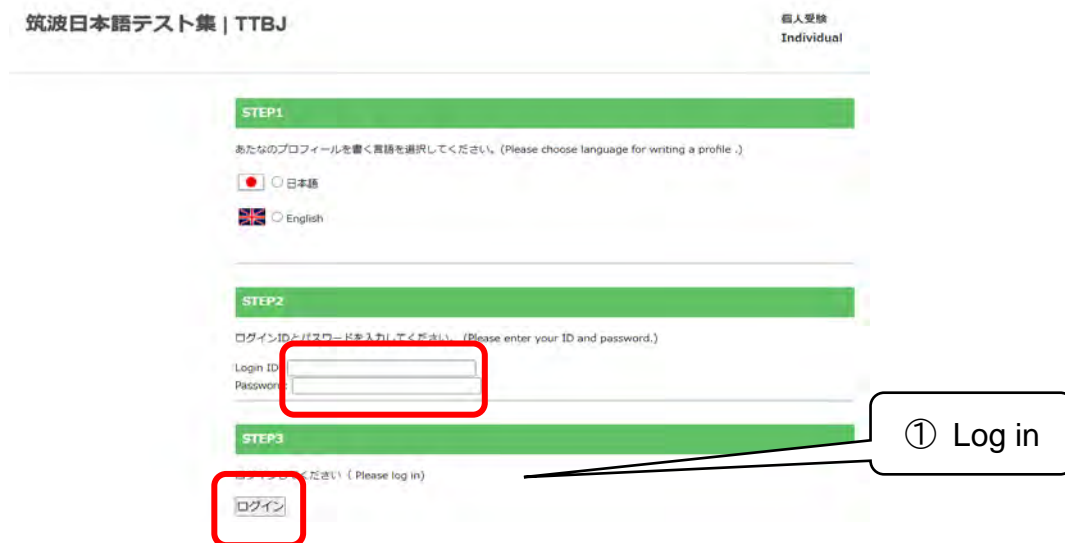 筑波日本語テスト集 | TTBJ
個人受験
Individual
STEP1
あたなのプロフィールを書く言語を選択してください。(Please choose language for writing a profile .)
日本語
English
STEP2
ログインIDとパスワードを入力してください。 (Please enter your ID and password.)
Login ID
Password:
STEP3
ください ( Please log in)
ログイン
① Log in